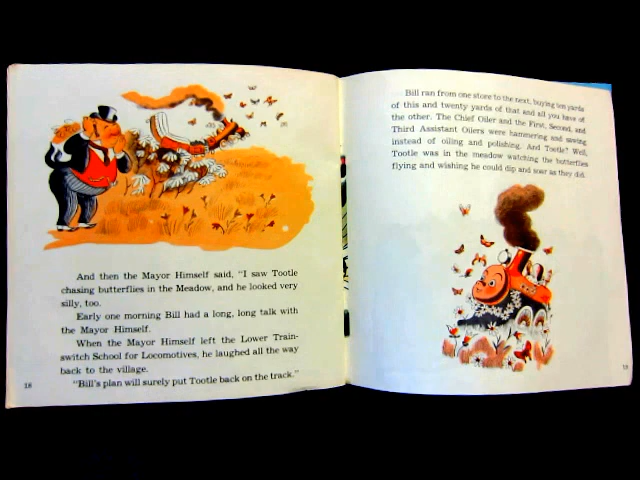 And then the Mayor Himself said, "I saw Tootle
chasing butterflies in the Meadow, and he looked very
silly, too.
Early one morning Bill had a long, long talk with
the Mayor Himself.
When the Mayor Himself left the Lower Train-
switch School for Locomotives, he laughed all the way
back to the village.
"Bill's plan will surely put Tootle back on the track."
18
Bill ran from one store to the next, buying ten yards
of this and twenty yards of that and all you have of
the other. The Chief Oiler and the First, Second, and
Third Assistant Oilers were hammering and sawing
instead of oiling and polishing. And Tootle? Well,
Tootle was in the meadow watching the butterflies
flying and wishing he could dip and soar as they did.